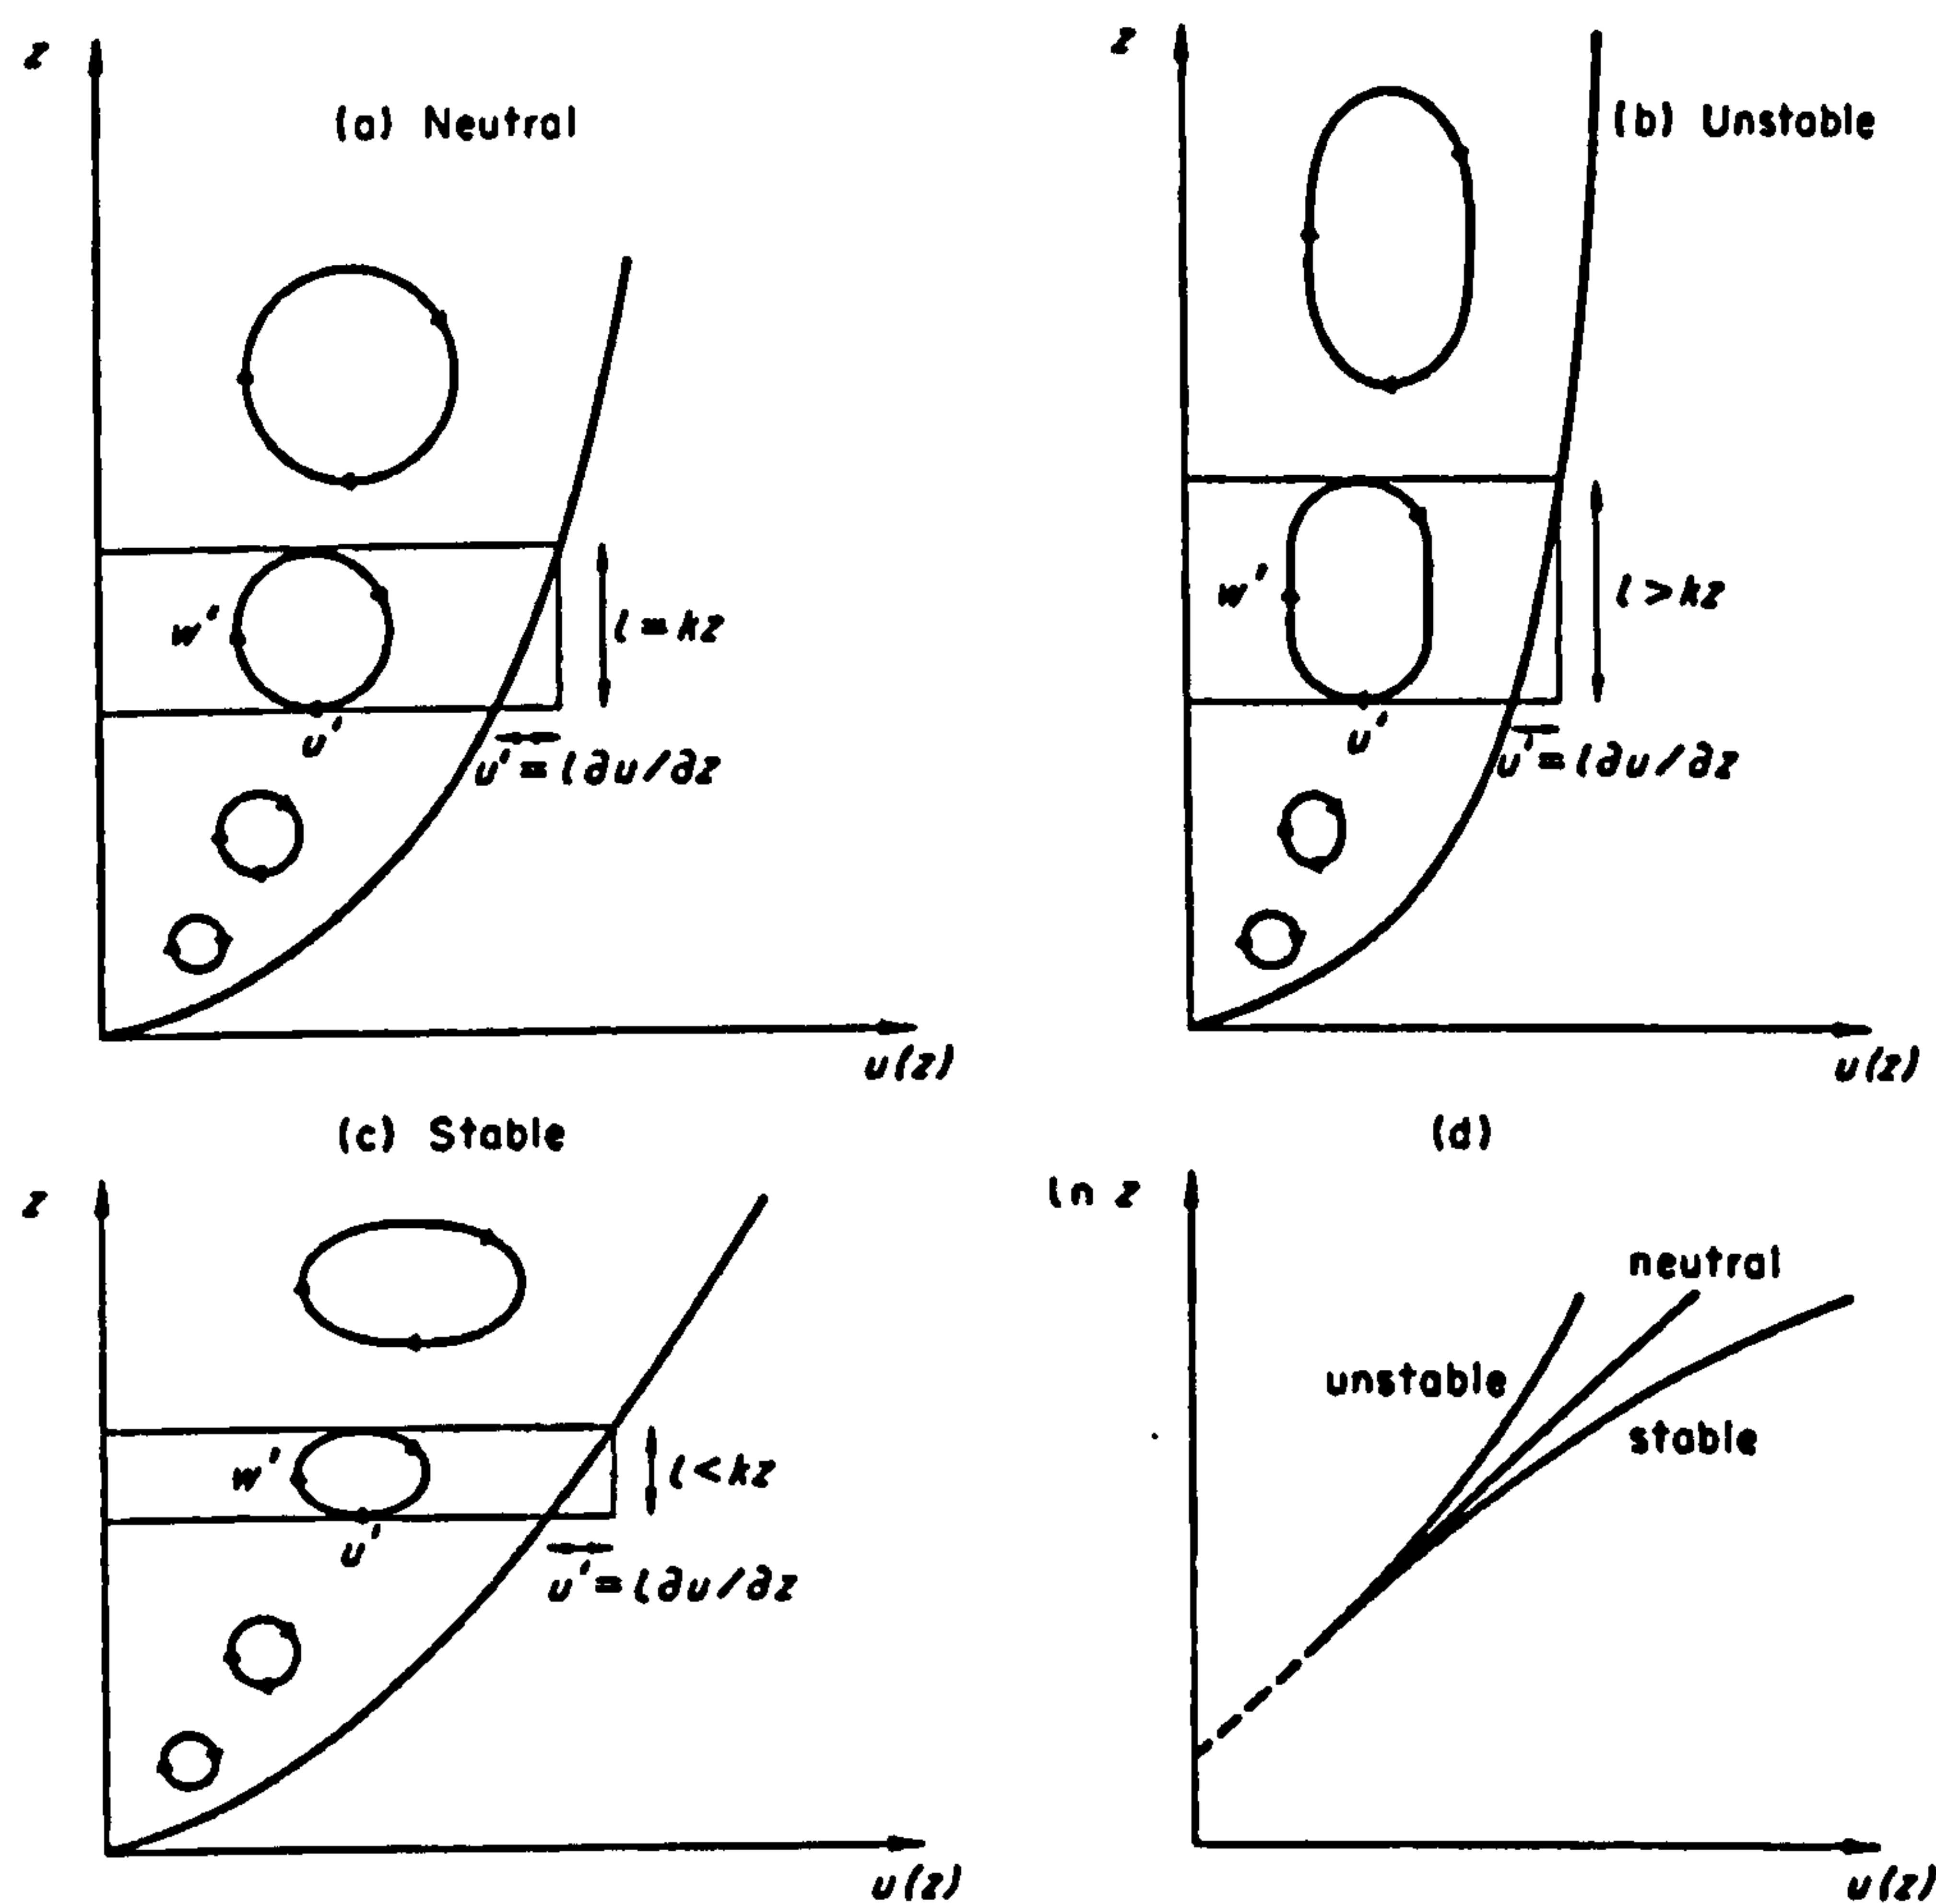 z
(a) Neutral
w'
l = kz
u'
u' = l∂u/∂z
u(z)
z
(b) Unstable
w'
l > kz
u'
u' = l∂u/∂z
u(z)
(c) Stable
z
w'
l < kz
u'
u' = l∂u/∂z
u(z)
(d)
ln z
neutral
unstable
stable
u(z)